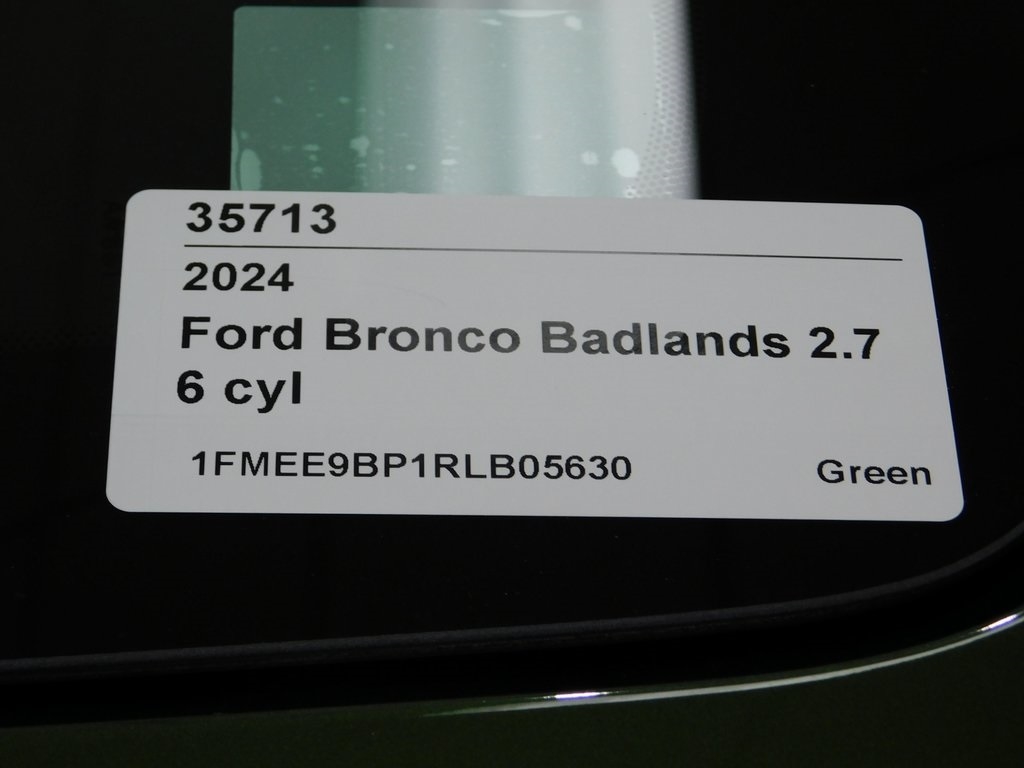 35713
2024
Ford Bronco Badlands 2.7
6 cyl
1FMEE9BP1RLB05630 Green